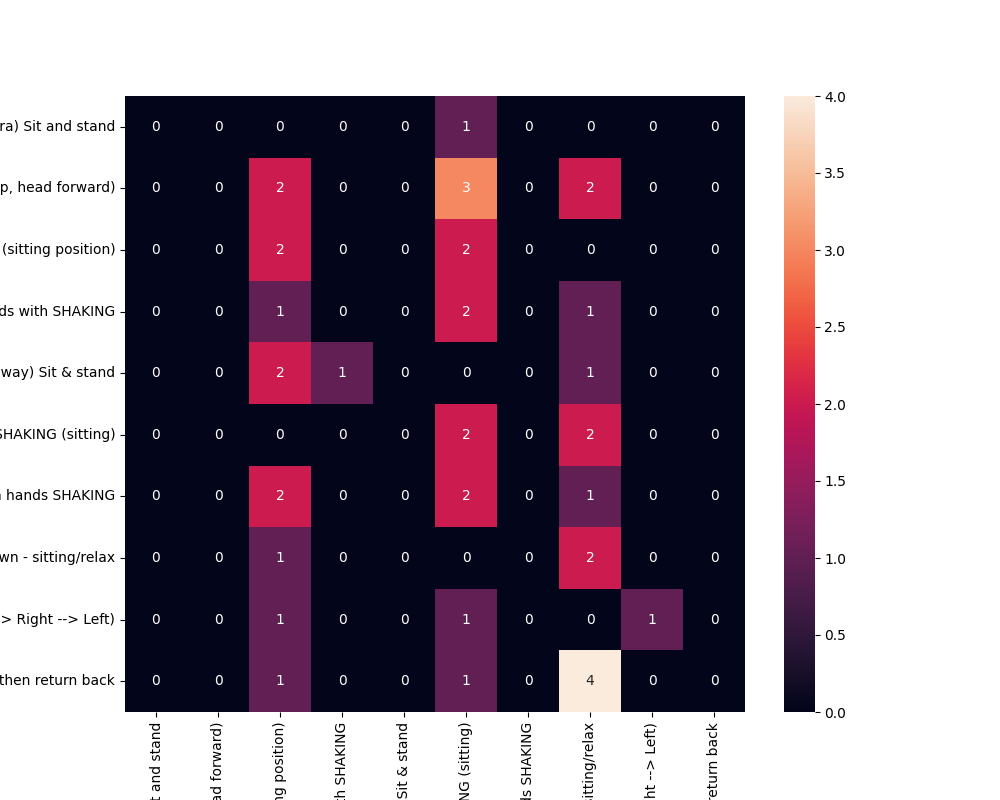 ra) Sit and stand 0 0 0 0 0 1 0 0 0 0
p, head forward) 0 0 2 0 0 3 0 2 0 0
(sitting position) 0 0 2 0 0 2 0 0 0 0
ds with SHAKING 0 0 1 0 0 2 0 1 0 0
way) Sit & stand 0 0 2 1 0 0 0 1 0 0
SHAKING (sitting) 0 0 0 0 0 2 0 2 0 0
hands SHAKING 0 0 2 0 0 2 0 1 0 0
wn - sitting/relax 0 0 1 0 0 0 0 2 0 0
> Right --> Left) 0 0 1 0 0 1 0 0 1 0
then return back 0 0 1 0 0 1 0 4 0 0
t and stand
ad forward)
ng position)
th SHAKING
Sit & stand
NG (sitting)
ds SHAKING
sitting/relax
ht --> Left)
return back
4.0
3.5
3.0
2.5
2.0
1.5
1.0
0.5
0.0